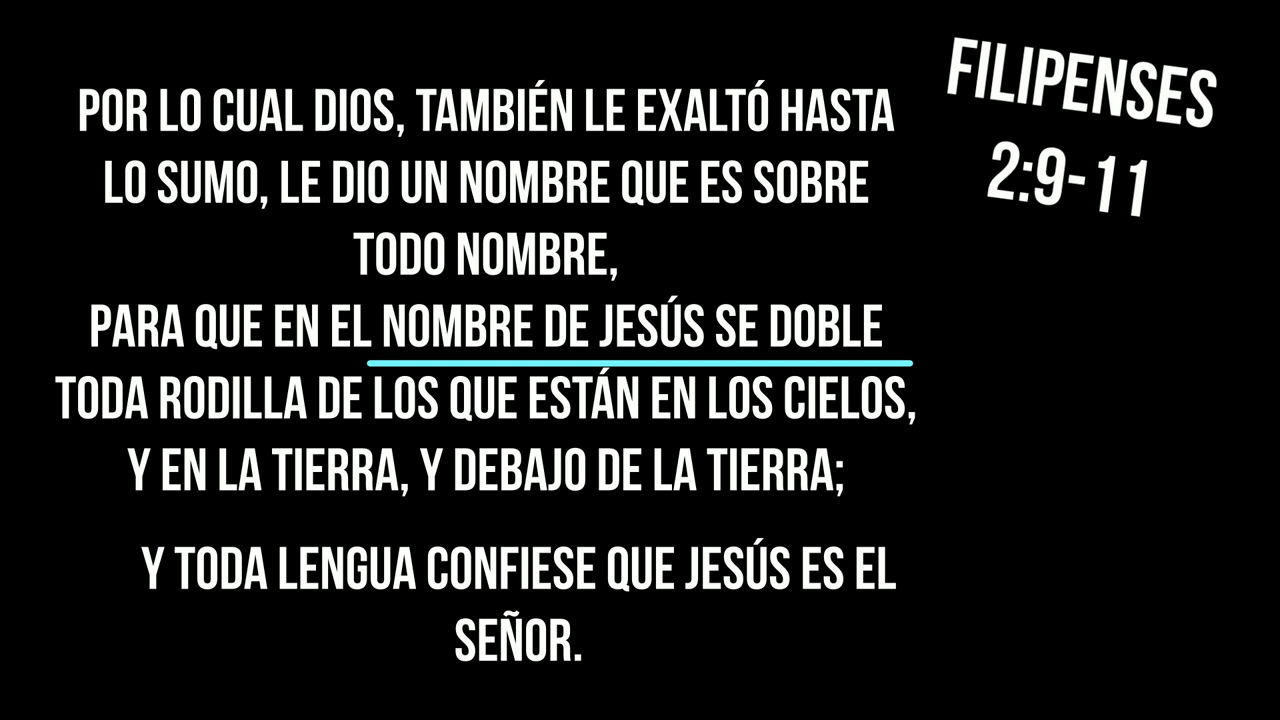 FILIPENSES
2:9-11
POR LO CUAL DIOS, TAMBIÉN LE EXALTÓ HASTA
LO SUMO, LE DIO UN NOMBRE QUE ES SOBRE
TODO NOMBRE,
PARA QUE EN EL NOMBRE DE JESÚS SE DOBLE
TODA RODILLA DE LOS QUE ESTÁN EN LOS CIELOS,
Y EN LA TIERRA, Y DEBAJO DE LA TIERRA;
Y TODA LENGUA CONFIESE QUE JESÚS ES EL
SEÑOR.